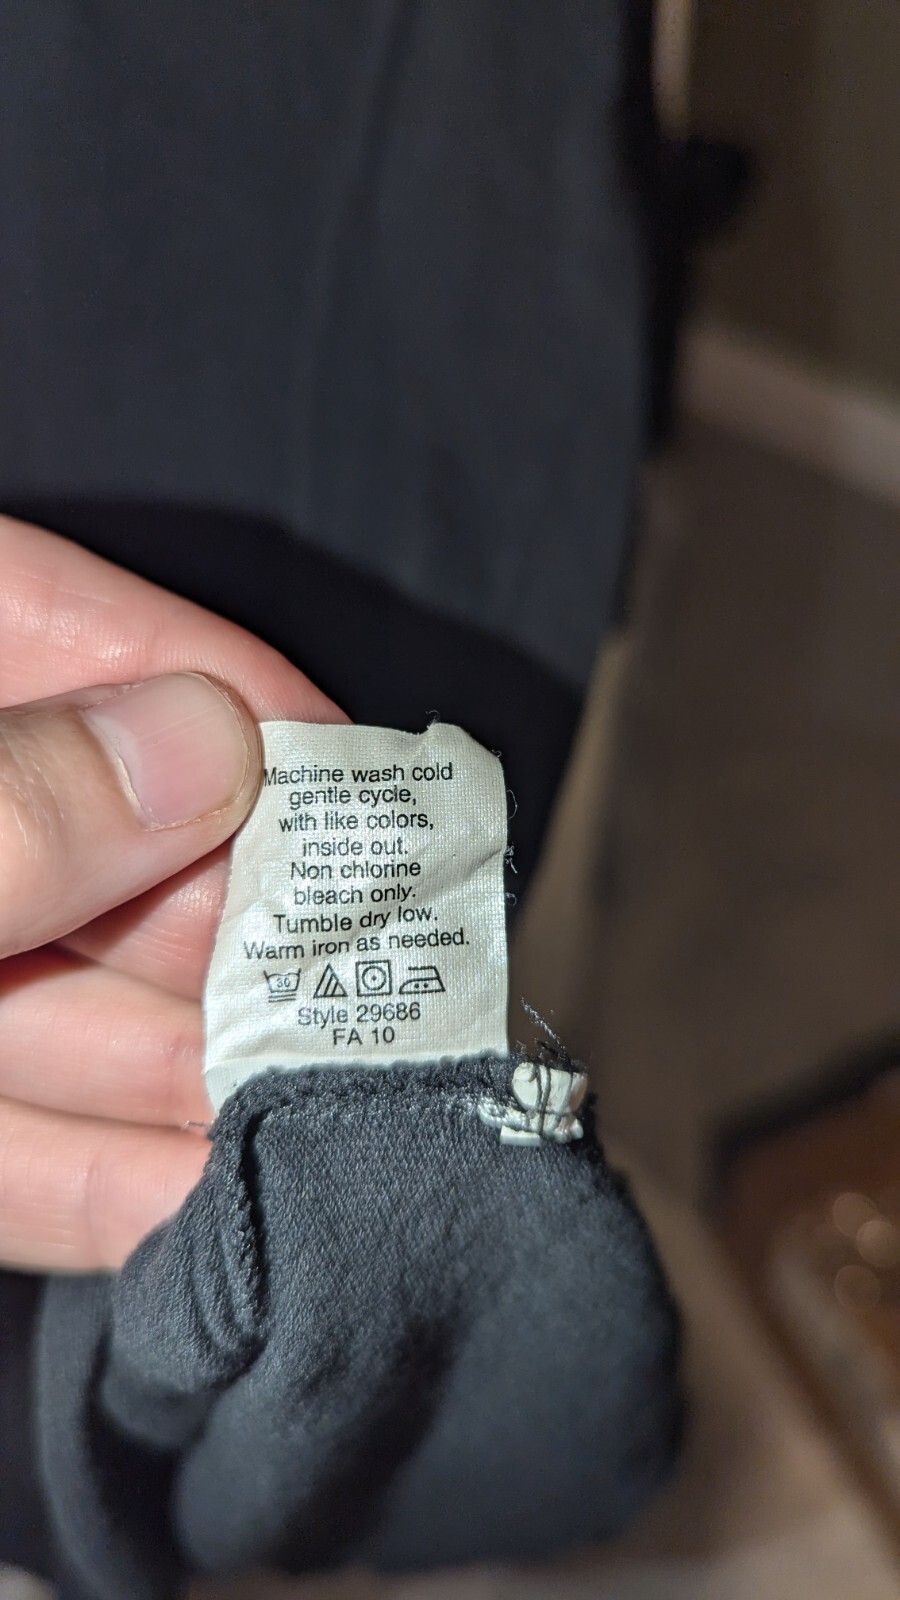 Machine wash cold
gentle cycle,
with like colors,
inside out.
Non chlorine
bleach only.
Tumble dry low.
Warm iron as needed.
30
Style 29686
FA 10